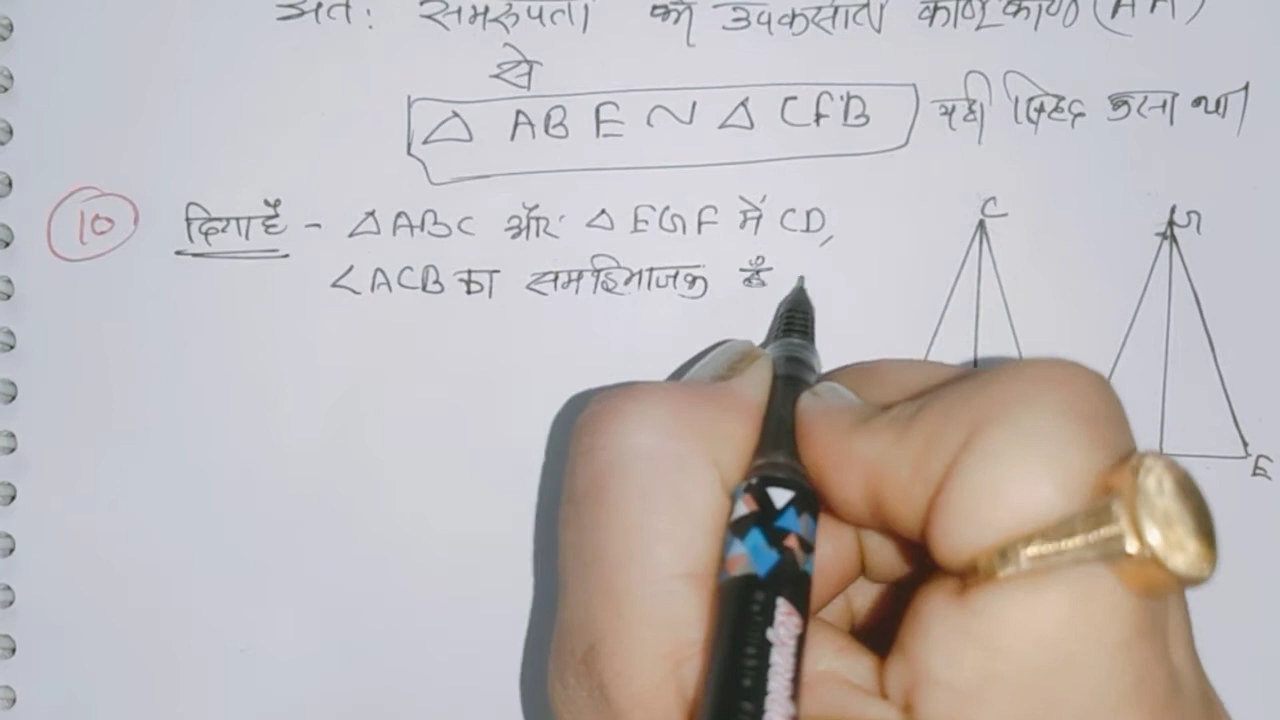 अतः समरूपता की उपकसौटी कोण कोण (AA)
से
△ ABE ~ △ CFB यही सिद्ध करना था।
10 दिया है - △ABC और △EGF में CD,
<ACB का समद्विभाजक है
C
G
E